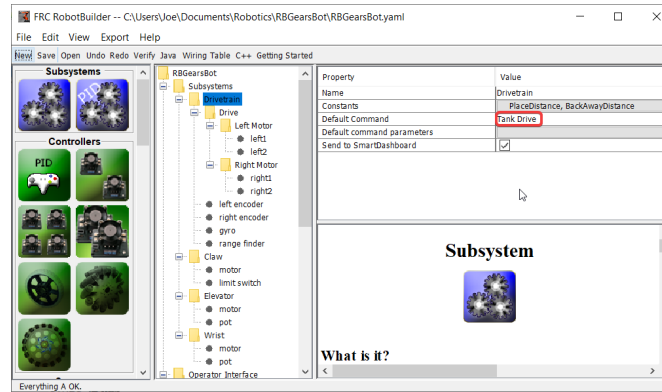 FRC RobotBuilder -- C:\Users\Joe\Documents\Robotics\RBGearsBot\RBGearsBot.yaml
File Edit View Export Help
New Save Open Undo Redo Verify Java Wiring Table C++ Getting Started
Subsystems
PID
Controllers
PID
RBGearsBot
Subsystems
Drivetrain
Drive
Left Motor
left1
left2
Right Motor
right1
right2
left encoder
right encoder
gyro
range finder
Claw
motor
limit switch
Elevator
motor
pot
Wrist
motor
pot
Operator Interface
Property Value
Name Drivetrain
Constants PlaceDistance, BackAwayDistance
Default Command Tank Drive
Default command parameters
Send to SmartDashboard
Subsystem
What is it?
Everything A OK.